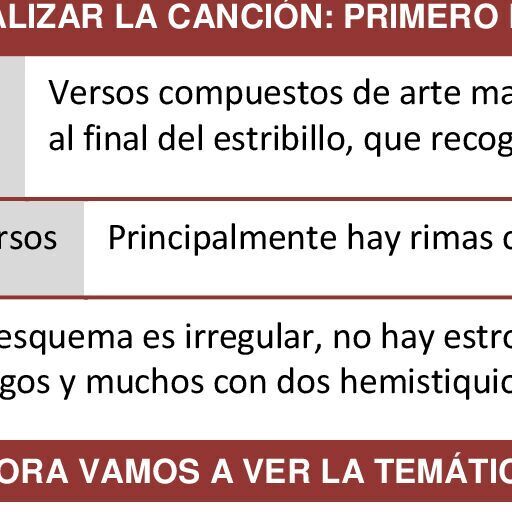 ALIZAR LA CANCIÓN: PRIMERO
Versos compuestos de arte ma
al final del estribillo, que recog
rsos Principalmente hay rimas
esquema es irregular, no hay estro
gos y muchos con dos hemistiquio
ORA VAMOS A VER LA TEMÁTIC